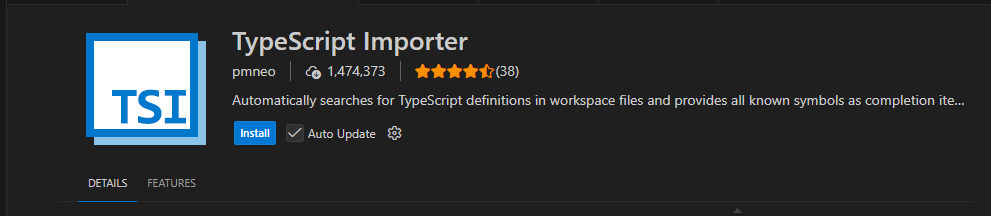 TSI
TypeScript Importer
pmneo 1,474,373 (38)
Automatically searches for TypeScript definitions in workspace files and provides all known symbols as completion ite...
Install Auto Update
DETAILS FEATURES